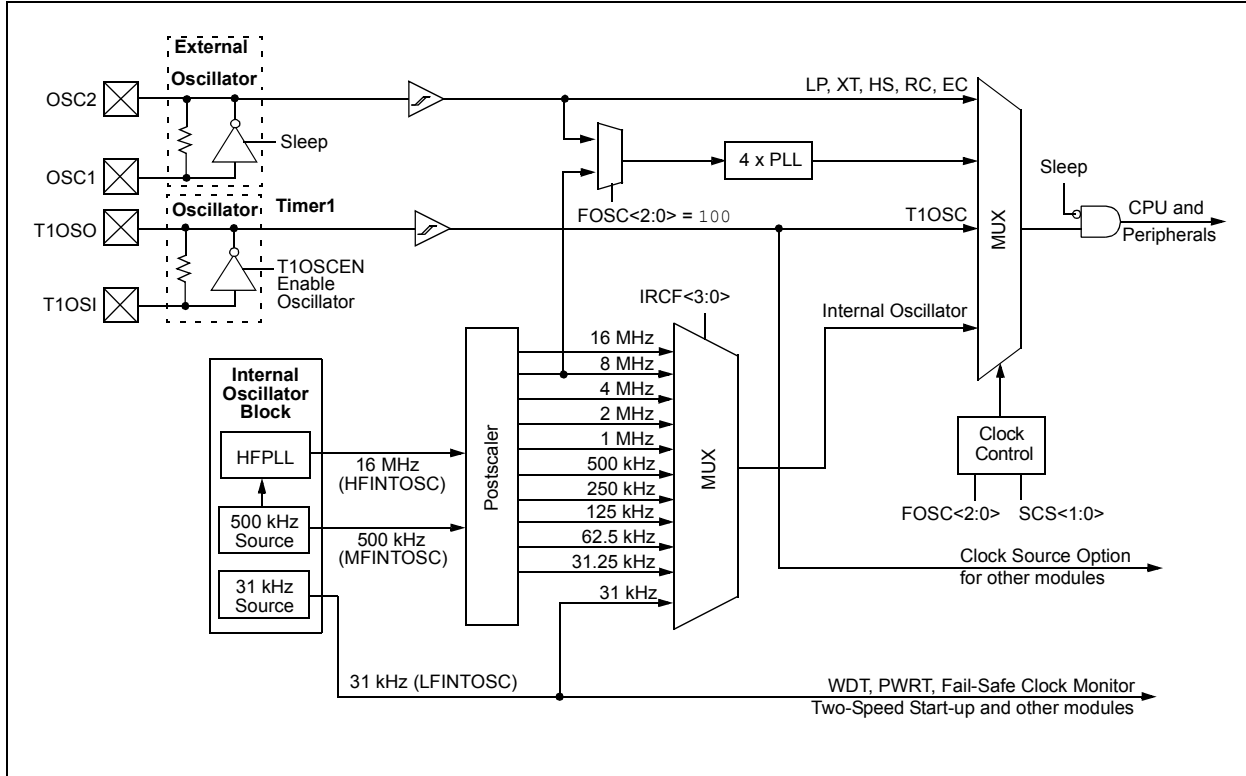 External
Oscillator
OSC2
Sleep
OSC1
LP, XT, HS, RC, EC
4 x PLL
FOSC<2:0> = 100
Sleep
CPU and
Peripherals
MUX
Oscillator
Timer1
T1OSO
T1OSCEN
Enable
Oscillator
T1OSI
T1OSC
IRCF<3:0>
Internal Oscillator
Internal
Oscillator
Block
HFPLL
500 kHz
Source
31 kHz
Source
16 MHz
(HFINTOSC)
500 kHz
(MFINTOSC)
Postscaler
16 MHz
8 MHz
4 MHz
2 MHz
1 MHz
500 kHz
250 kHz
125 kHz
62.5 kHz
31.25 kHz
31 kHz
MUX
Clock
Control
FOSC<2:0>
SCS<1:0>
Clock Source Option
for other modules
31 kHz (LFINTOSC)
WDT, PWRT, Fail-Safe Clock Monitor
Two-Speed Start-up and other modules